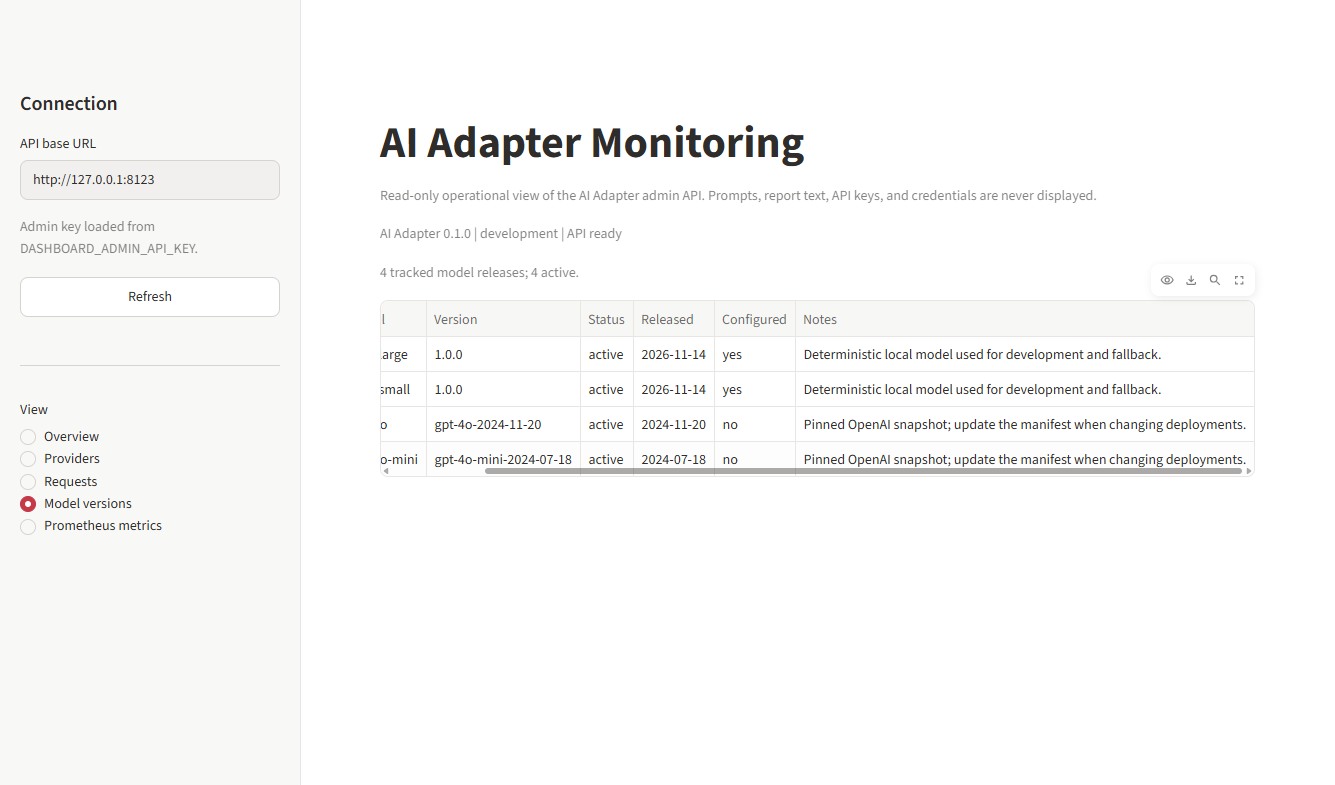 Connection
API base URL
http://127.0.0.1:8123
Admin key loaded from
DASHBOARD_ADMIN_API_KEY.
Refresh
View
Overview
Providers
Requests
Model versions
Prometheus metrics
AI Adapter Monitoring
Read-only operational view of the AI Adapter admin API. Prompts, report text, API keys, and credentials are never displayed.
AI Adapter 0.1.0 | development | API ready
4 tracked model releases; 4 active.
l Version Status Released Configured Notes
arge 1.0.0 active 2026-11-14 yes Deterministic local model used for development and fallback.
small 1.0.0 active 2026-11-14 yes Deterministic local model used for development and fallback.
o gpt-4o-2024-11-20 active 2024-11-20 no Pinned OpenAI snapshot; update the manifest when changing deployments.
o-mini gpt-4o-mini-2024-07-18 active 2024-07-18 no Pinned OpenAI snapshot; update the manifest when changing deployments.